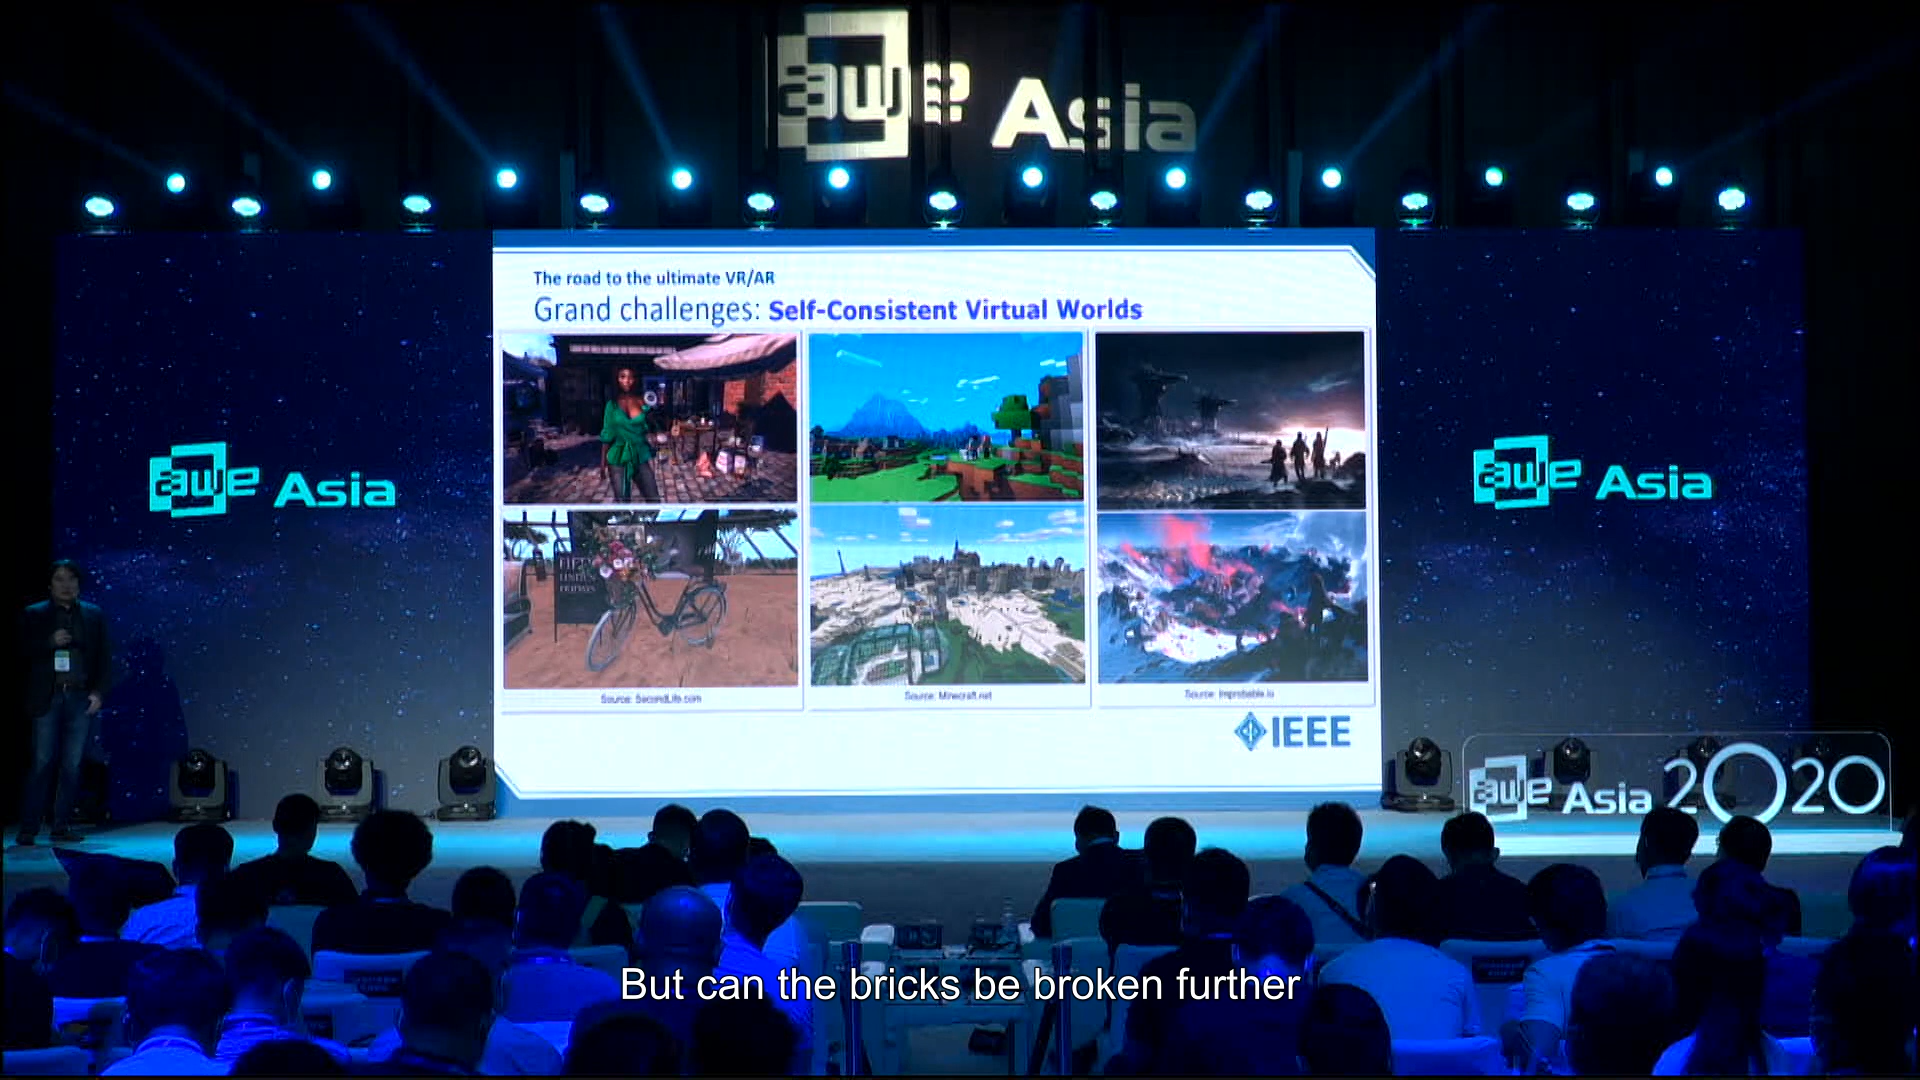 awe Asia
The road to the ultimate VR/AR
Grand challenges: Self-Consistent Virtual Worlds
awe Asia
awe Asia
Source: SecondLife.com
Source: Minecraft.net
Source: Improbable.io
IEEE
awe Asia 2020
But can the bricks be broken further